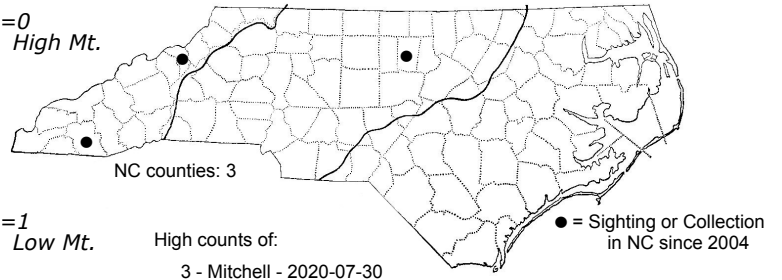 =0
High Mt.
NC counties: 3
=1
Low Mt.
High counts of:
3 - Mitchell - 2020-07-30
● = Sighting or Collection
in NC since 2004